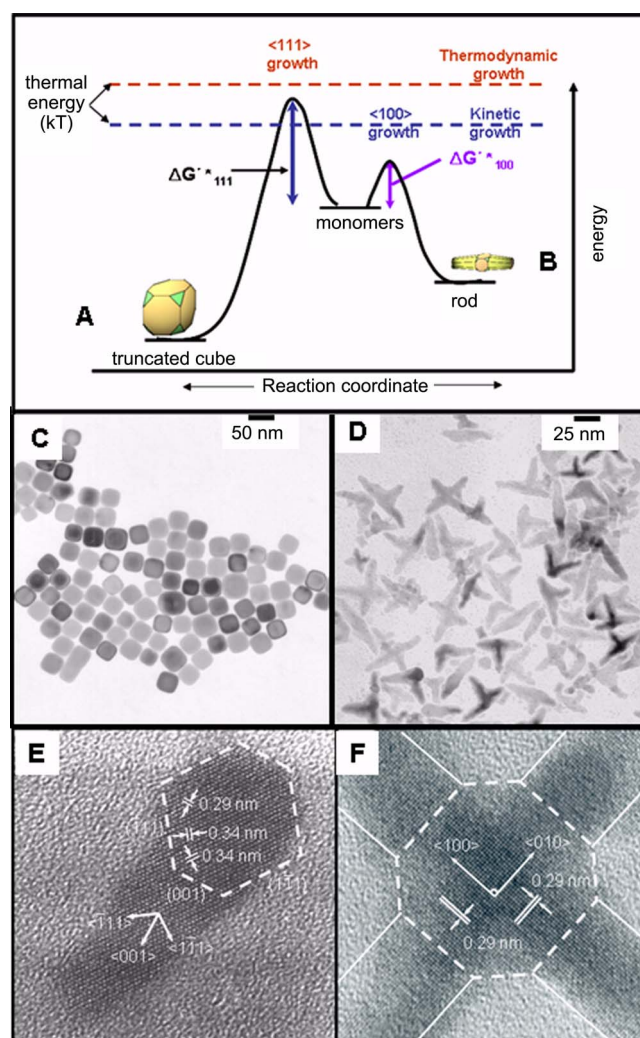 <111>
growth
Thermodynamic
growth
thermal
energy
(kT)
<100>
growth
Kinetic
growth
ΔG´*111
ΔG´*100
monomers
energy
A
B
truncated cube
rod
Reaction coordinate
C
50 nm
D
25 nm
E
0.29 nm
0.34 nm
0.34 nm
{001}
<001>
F
<100>
<010>
0.29 nm
0.29 nm